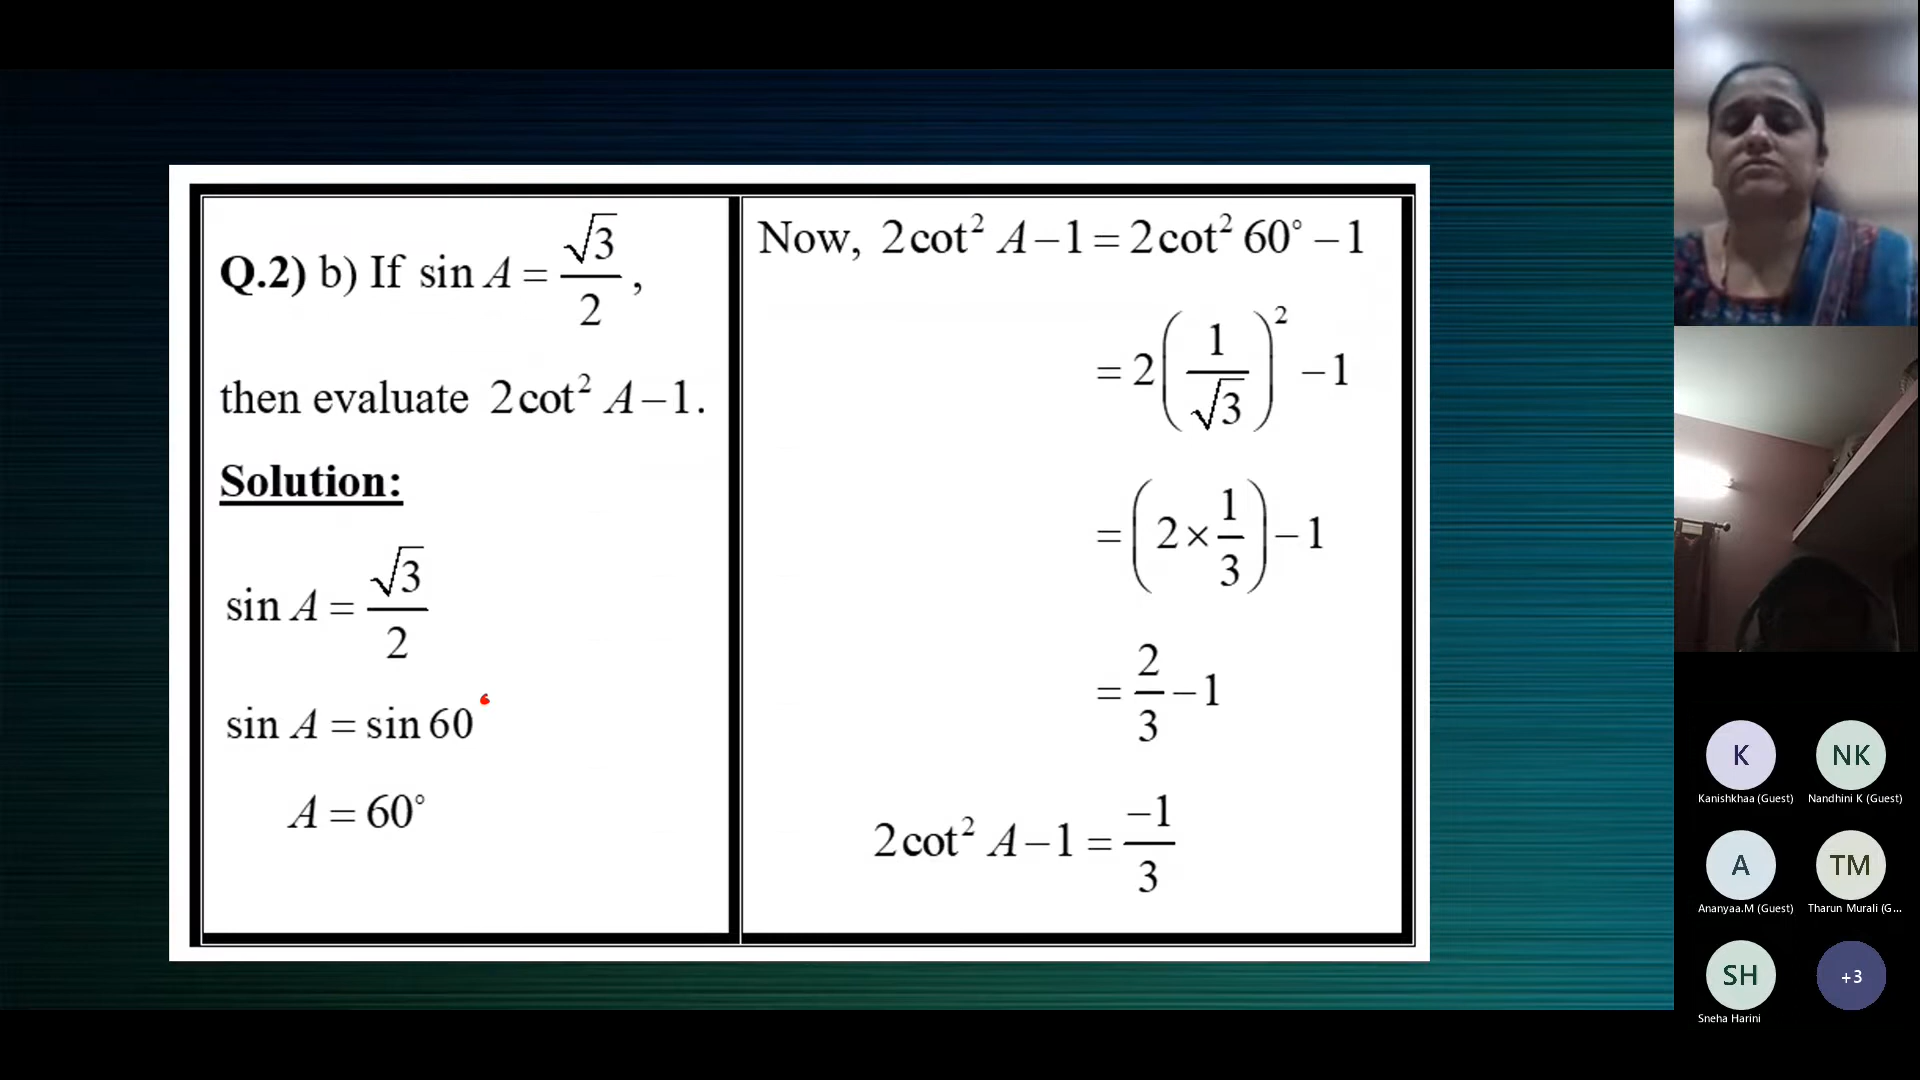 Q.2) b) If sin A = √3/2,
then evaluate 2cot² A−1.
Solution:
sin A = √3/2
sin A = sin 60°
A = 60°
Now, 2cot² A−1 = 2cot² 60° −1
= 2(1/√3)² −1
= (2×1/3)−1
= 2/3−1
2cot² A−1 = −1/3
K
NK
Kanishkhaa (Guest)
Nandhini K (Guest)
A
TM
Ananyaa.M (Guest)
Tharun Murali (G...
SH
+3
Sneha Harini